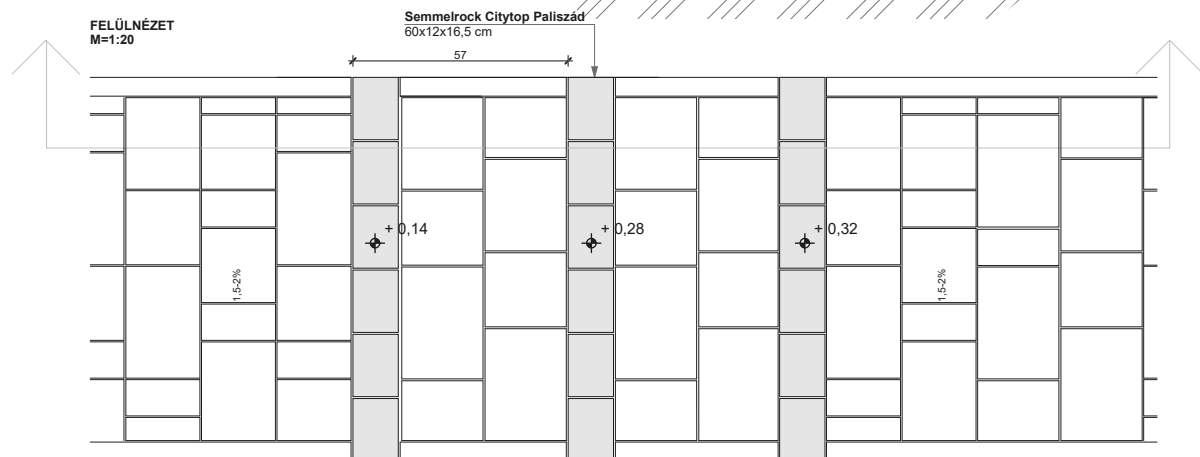 Semmelrock Citytop Paliszád
60x12x16,5 cm
FELÜLNÉZET
M=1:20
57
+ 0,14
+ 0,28
+ 0,32
1,5-2%
1,5-2%